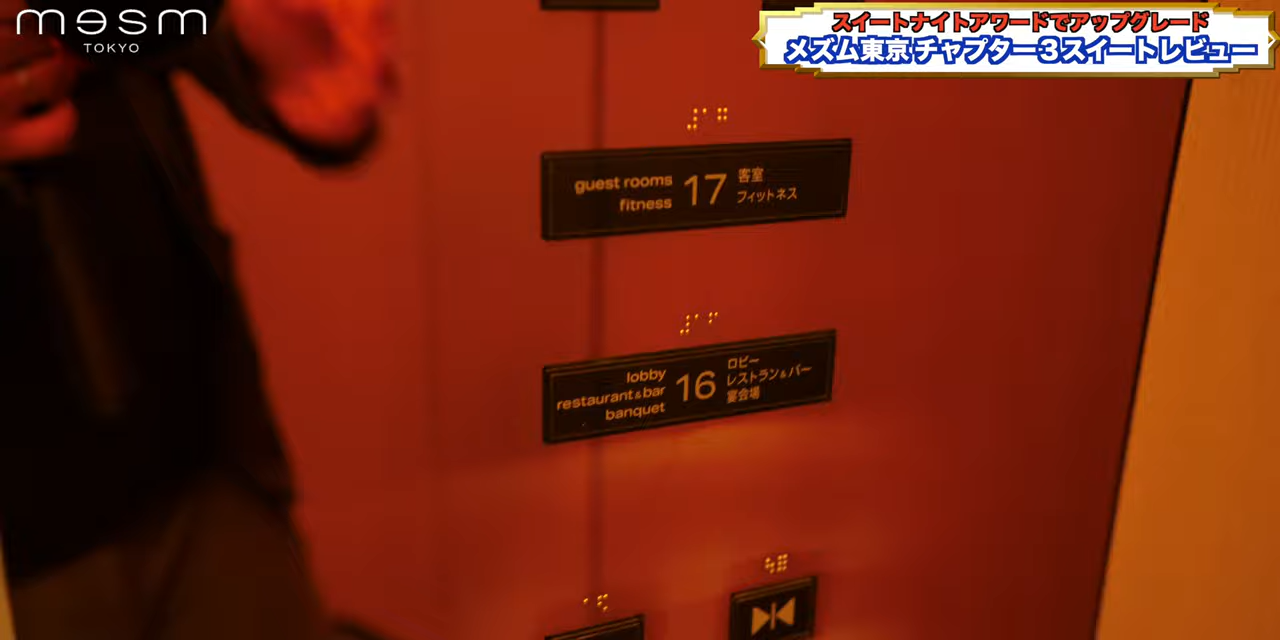 mesm
TOKYO
スイートナイトアワードでアップグレード
メズム東京 チャプター3スイートレビュー
guest rooms
fitness
17
客室
フィットネス
lobby
restaurant&bar
banquet
16
ロビー
レストラン&バー
宴会場